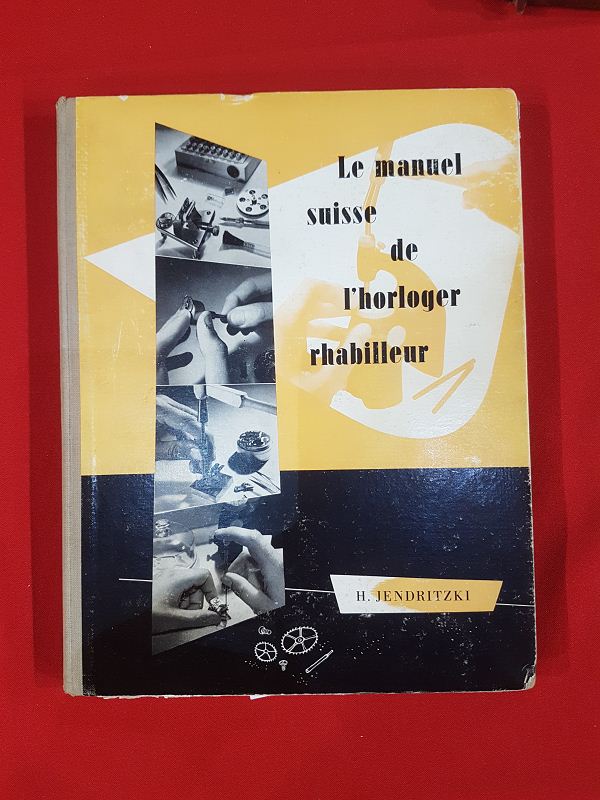 Le manuel
suisse
de
l'horloger
rhabilleur
H. JENDRITZKI